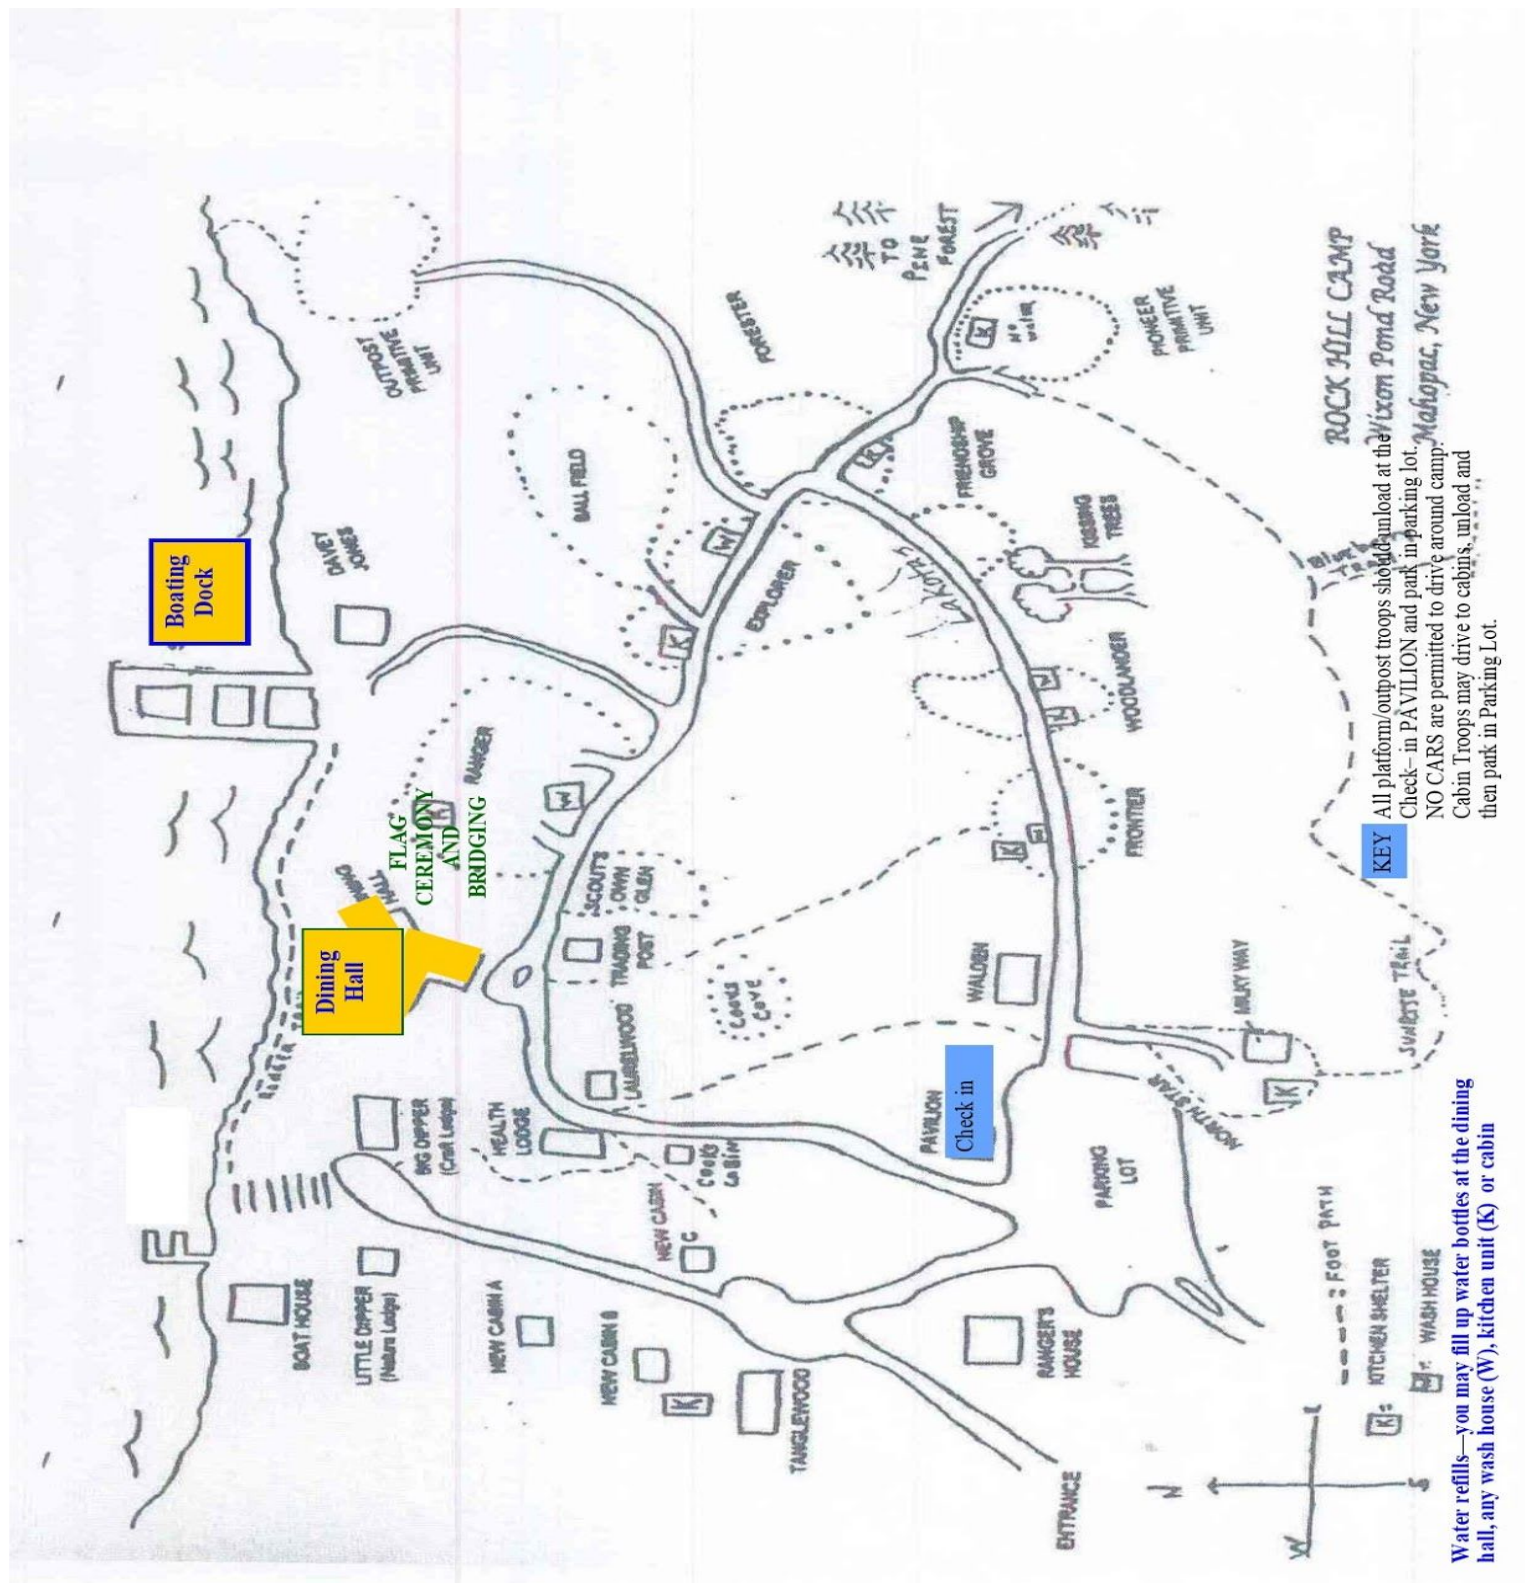 Boating
Dock
DAVEY
JONES
OUTPOST
PRIMITIVE
UNIT
BALL FIELD
FORESTER
TO
PINE
FOREST
K
No
water
PIONEER
PRIMITIVE
UNIT
ROCK HILL CAMP
Wixon Pond Road
Mahopac, New York
FRIENDSHIP
GROVE
KISSING
TREES
Lakota
EXPLORER
W
K
WOODLANDER
FRONTIER
K
RANGER
W
FLAG
CEREMONY
AND
BRIDGING
HALL
Dining
Hall
SCOUT'S
OWN
GLEN
TRADING
POST
LAURELWOOD
Cooks
Cove
WALDEN
MILKY WAY
K
NORTH STAR
SUNRISE TRAIL
PAVILION
Check in
PARKING
LOT
BIG DIPPER
(Craft Lodge)
HEALTH
LODGE
Cooks
Cabin
NEW CABIN
C
BOAT HOUSE
LITTLE DIPPER
(Nature Lodge)
NEW CABIN A
NEW CABIN B
K
TANGLEWOOD
RANGER'S
HOUSE
ENTRANCE
N
W
S
KEY
All platform/outpost troops should unload at the
Check– in PAVILION and park in parking lot.
NO CARS are permitted to drive around camp.
Cabin Troops may drive to cabins, unload and
then park in Parking Lot.
: FOOT PATH
K = KITCHEN SHELTER
WASH HOUSE
Water refills—you may fill up water bottles at the dining
hall, any wash house (W), kitchen unit (K) or cabin